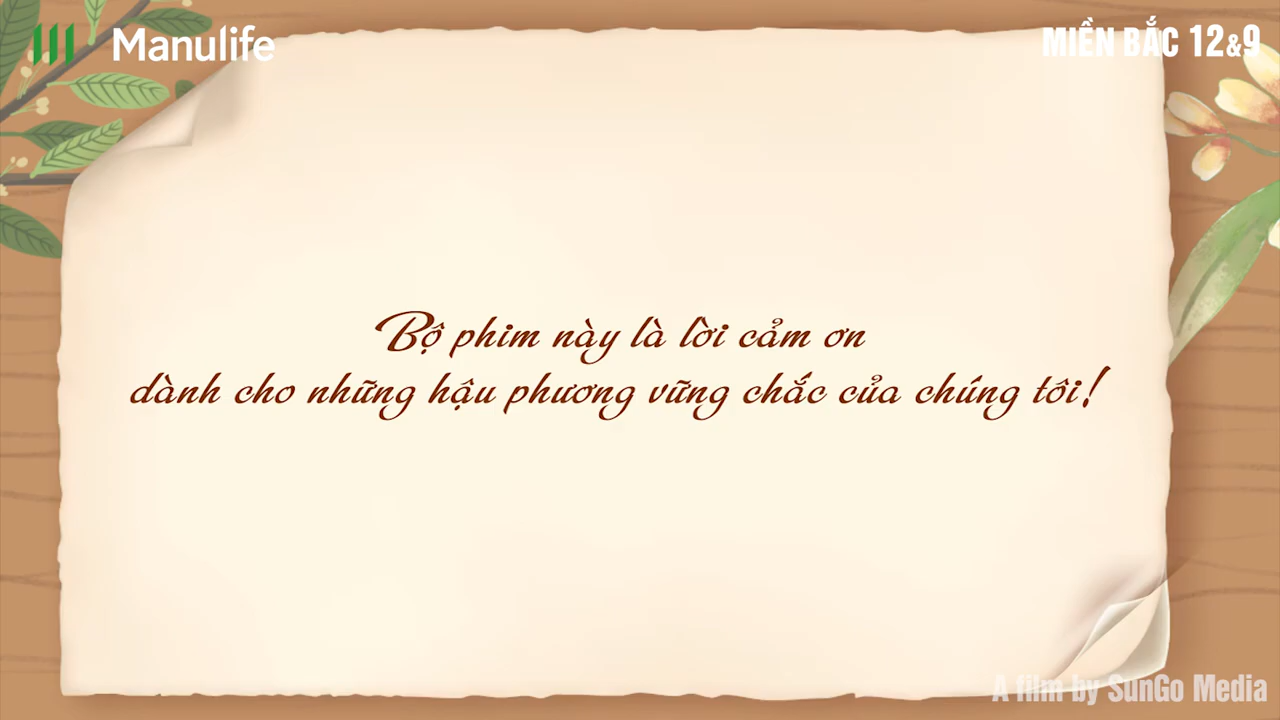 Manulife
MIỀN BẮC 12&9
Bộ phim này là lời cảm ơn
dành cho những hậu phương vững chắc của chúng tôi!
A film by SunGo Media